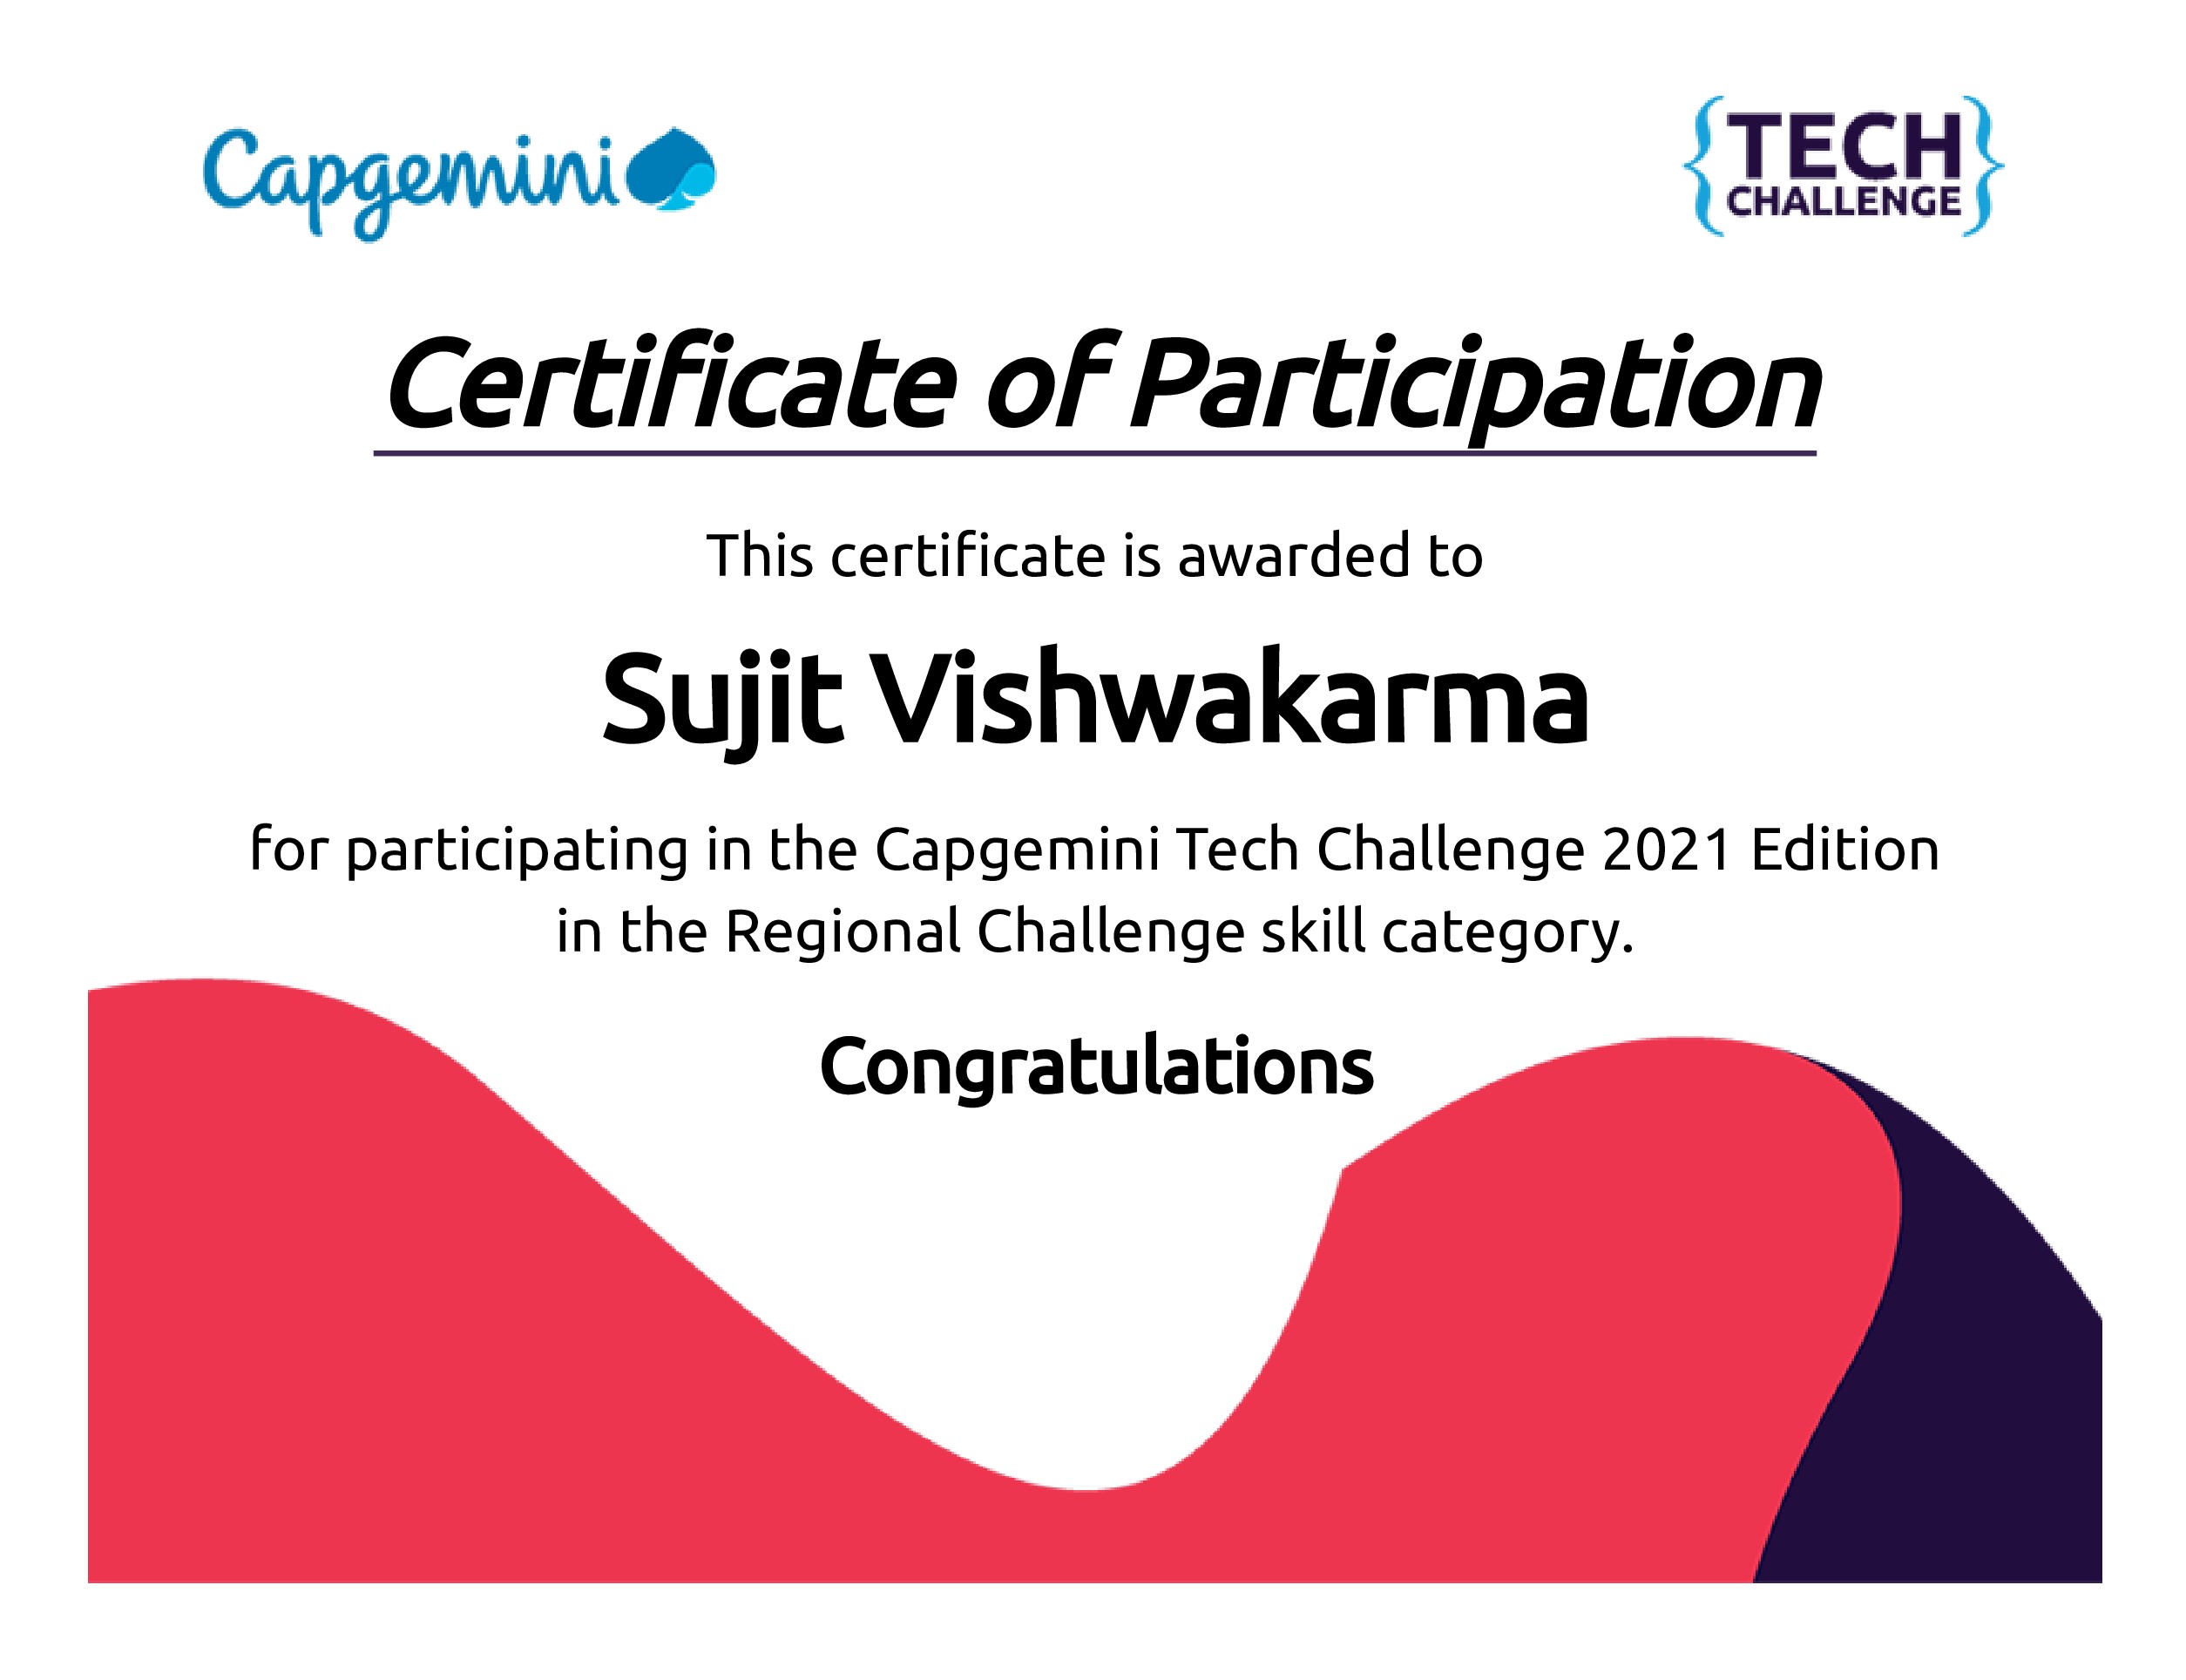 Capgemini
TECH
CHALLENGE
Certificate of Participation
This certificate is awarded to
Sujit Vishwakarma
for participating in the Capgemini Tech Challenge 2021 Edition
in the Regional Challenge skill category.
Congratulations